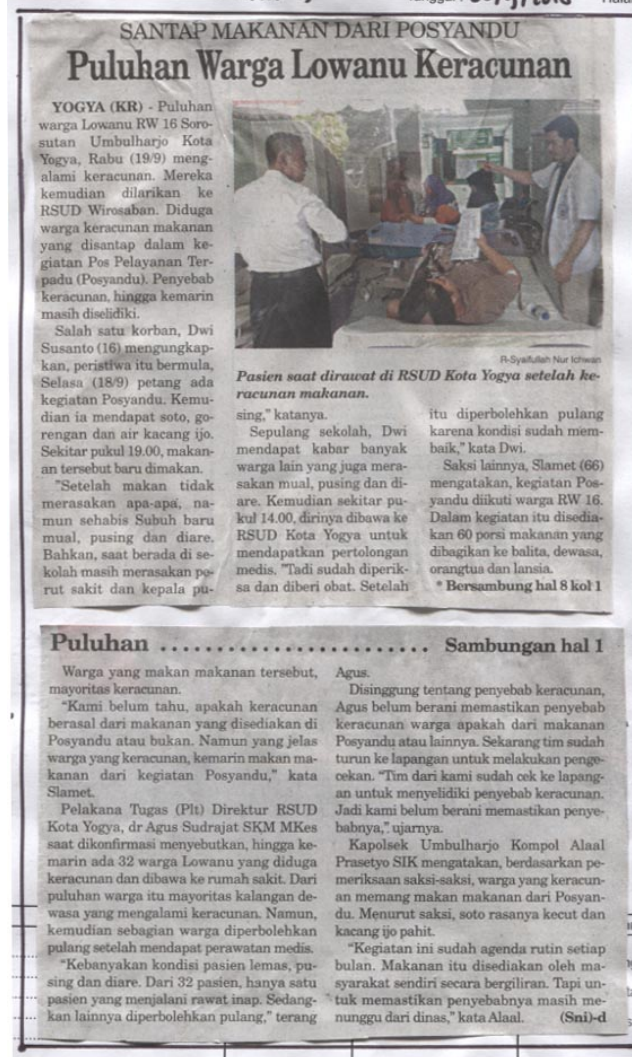 SANTAP MAKANAN DARI POSYANDU
Puluhan Warga Lowanu Keracunan
YOGYA (KR) - Puluhan
warga Lowanu RW 16 Soro-
sutan Umbulharjo Kota
Yogya, Rabu (19/9) meng-
alami keracunan. Mereka
kemudian dilarikan ke
RSUD Wirosaban. Diduga
warga keracunan makanan
yang disantap dalam ke-
giatan Pos Pelayanan Ter-
padu (Posyandu). Penyebab
keracunan, hingga kemarin
masih diselidiki.
Salah satu korban, Dwi
Susanto (16) mengungkap-
kan, peristiwa itu bermula,
Selasa (18/9) petang ada
kegiatan Posyandu. Kemu-
dian ia mendapat soto, go-
rengan dan air kacang ijo.
Sekitar pukul 19.00, makan-
an tersebut baru dimakan.
"Setelah makan tidak
merasakan apa-apa, na-
mun sehabis Subuh baru
mual, pusing dan diare.
Bahkan, saat berada di se-
kolah masih merasakan pe-
rut sakit dan kepala pu-
R-Syaifullah Nur Ichwan
Pasien saat dirawat di RSUD Kota Yogya setelah ke-
racunan makanan.
sing," katanya.
Sepulang sekolah, Dwi
mendapat kabar banyak
warga lain yang juga mera-
sakan mual, pusing dan di-
are. Kemudian sekitar pu-
kul 14.00, dirinya dibawa ke
RSUD Kota Yogya untuk
mendapatkan pertolongan
medis. "Tadi sudah diperik-
sa dan diberi obat. Setelah
itu diperbolehkan pulang
karena kondisi sudah mem-
baik," kata Dwi.
Saksi lainnya, Slamet (66)
mengatakan, kegiatan Pos-
yandu diikuti warga RW 16.
Dalam kegiatan itu disedia-
kan 60 porsi makanan yang
dibagikan ke balita, dewasa,
orangtua dan lansia.
* Bersambung hal 8 kol 1
Puluhan ........................ Sambungan hal 1
Warga yang makan makanan tersebut,
mayoritas keracunan.
"Kami belum tahu, apakah keracunan
berasal dari makanan yang disediakan di
Posyandu atau bukan. Namun yang jelas
warga yang keracunan, kemarin makan ma-
kanan dari kegiatan Posyandu," kata
Slamet.
Pelakana Tugas (Plt) Direktur RSUD
Kota Yogya, dr Agus Sudrajat SKM MKes
saat dikonfirmasi menyebutkan, hingga ke-
marin ada 32 warga Lowanu yang diduga
keracunan dan dibawa ke rumah sakit. Dari
puluhan warga itu mayoritas kalangan de-
wasa yang mengalami keracunan. Namun,
kemudian sebagian warga diperbolehkan
pulang setelah mendapat perawatan medis.
"Kebanyakan kondisi pasien lemas, pu-
sing dan diare. Dari 32 pasien, hanya satu
pasien yang menjalani rawat inap. Sedang-
kan lainnya diperbolehkan pulang," terang
Agus.
Disinggung tentang penyebab keracunan,
Agus belum berani memastikan penyebab
keracunan warga apakah dari makanan
Posyandu atau lainnya. Sekarang tim sudah
turun ke lapangan untuk melakukan penge-
cekan. "Tim dari kami sudah cek ke lapang-
an untuk menyelidiki penyebab keracunan.
Jadi kami belum berani memastikan penye-
babnya," ujarnya.
Kapolsek Umbulharjo Kompol Alaal
Prasetyo SIK mengatakan, berdasarkan pe-
meriksaan saksi-saksi, warga yang keracun-
an memang makan makanan dari Posyan-
du. Menurut saksi, soto rasanya kecut dan
kacang ijo pahit.
"Kegiatan ini sudah agenda rutin setiap
bulan. Makanan itu disediakan oleh ma-
syarakat sendiri secara bergiliran. Tapi un-
tuk memastikan penyebabnya masih me-
nunggu dari dinas," kata Alaal. (Sni)-d